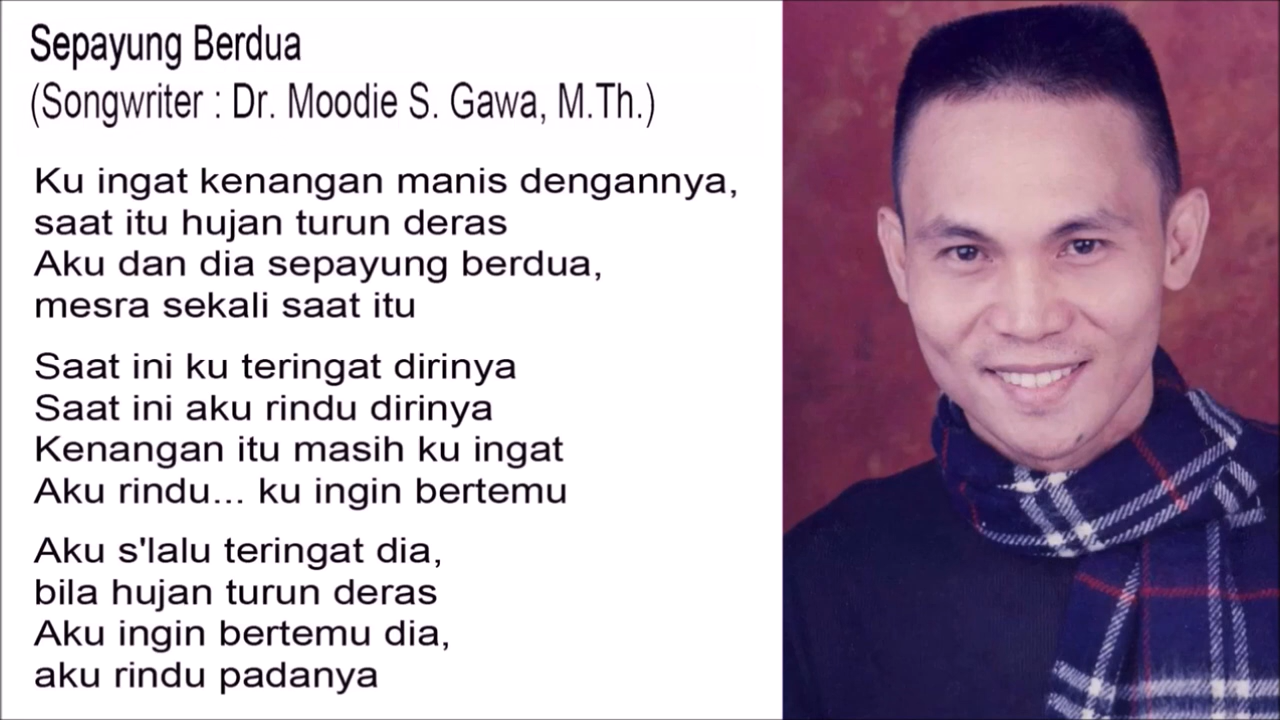 Sepayung Berdua
(Songwriter : Dr. Moodie S. Gawa, M.Th.)
Ku ingat kenangan manis dengannya,
saat itu hujan turun deras
Aku dan dia sepayung berdua,
mesra sekali saat itu
Saat ini ku teringat dirinya
Saat ini aku rindu dirinya
Kenangan itu masih ku ingat
Aku rindu... ku ingin bertemu
Aku s'lalu teringat dia,
bila hujan turun deras
Aku ingin bertemu dia,
aku rindu padanya